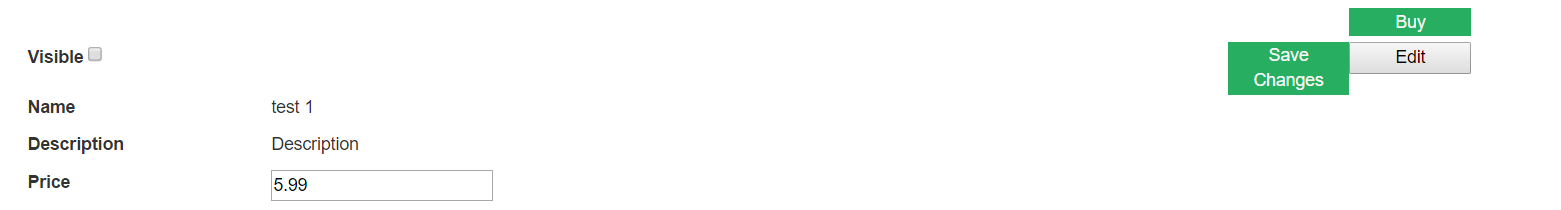 Buy
Visible
Save
Changes
Edit
Name test 1
Description Description
Price 5.99